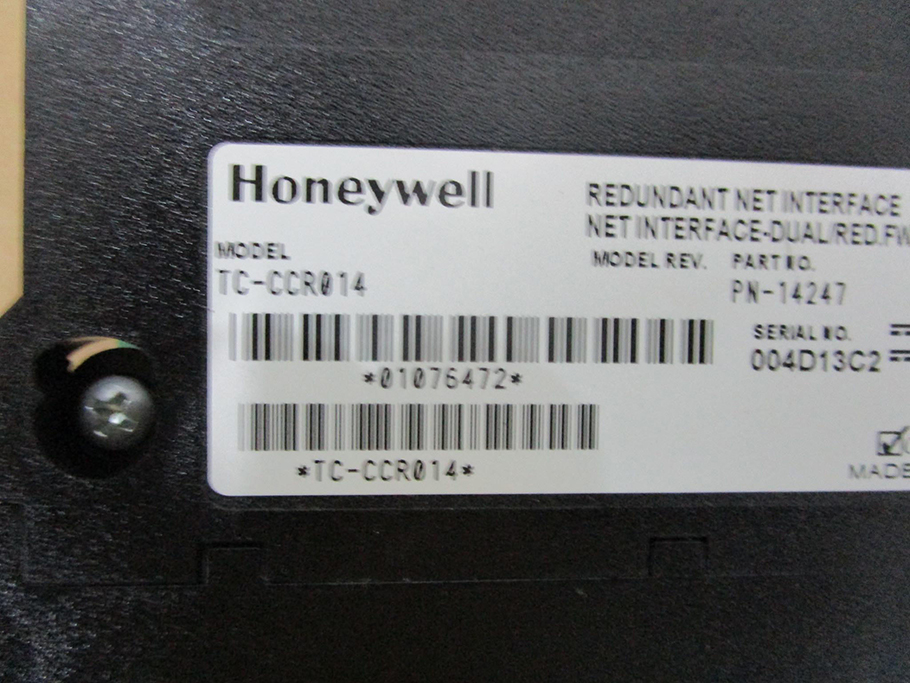 Honeywell
REDUNDANT NET INTERFACE
NET INTERFACE-DUAL/RED.FW
MODEL
MODEL REV.
PART NO.
TC-CCR014
PN-14247
SERIAL NO.
004D13C2
*01076472*
*TC-CCR014*
MADE